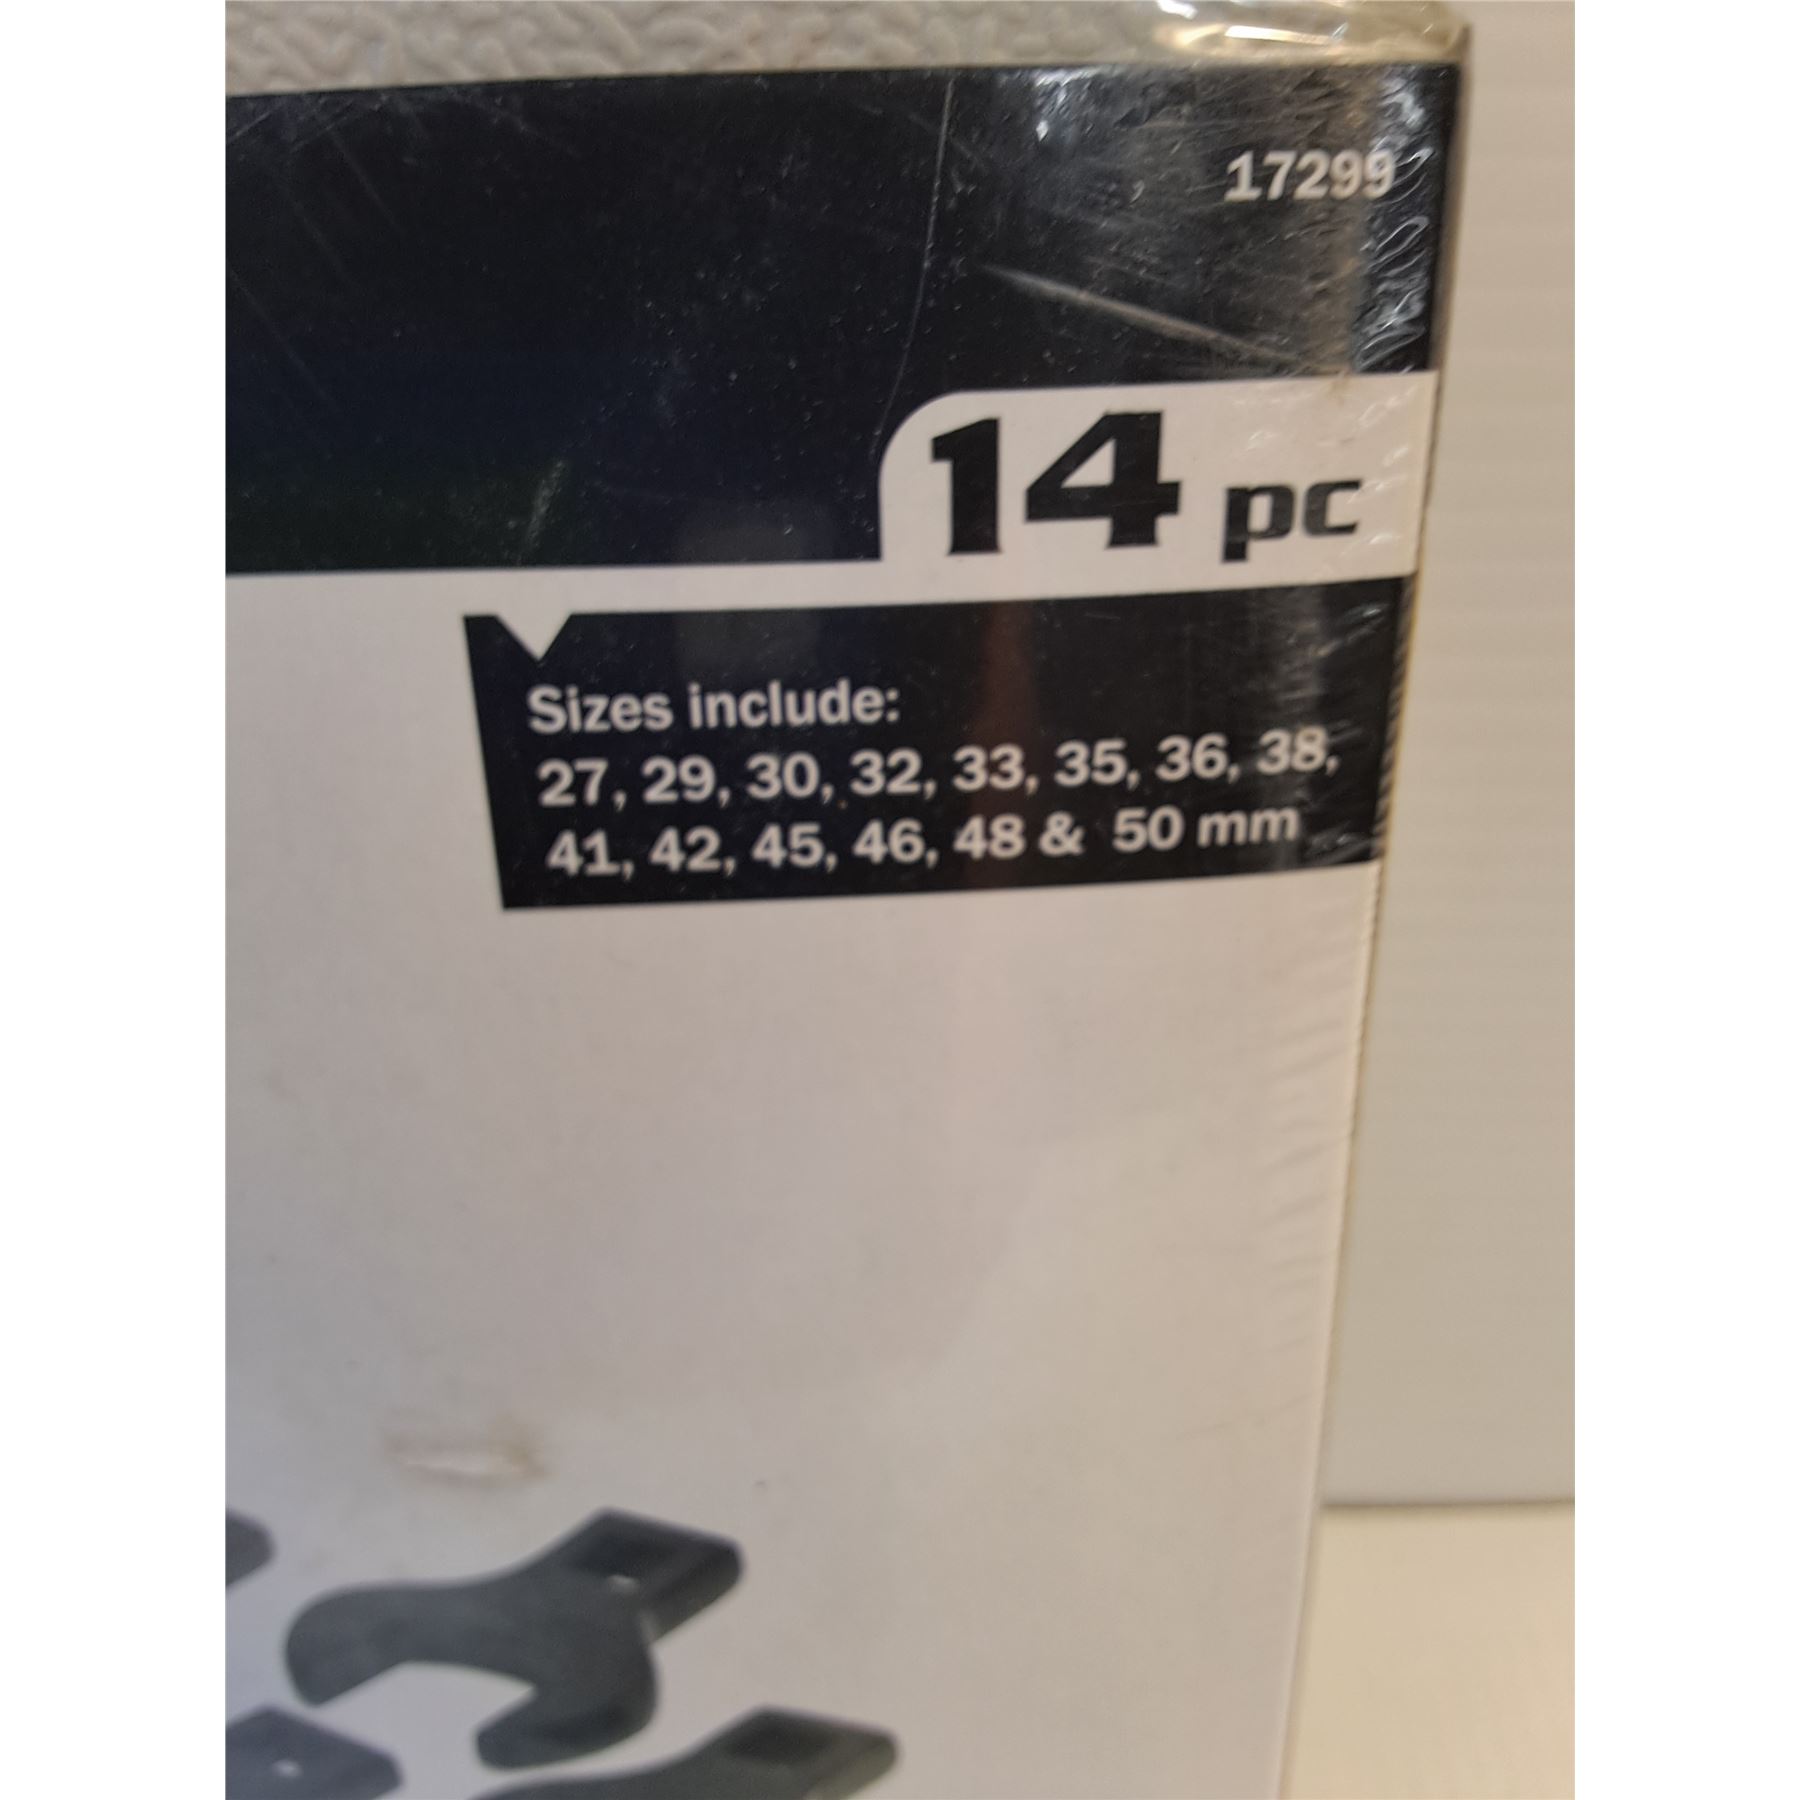 17299
14 pc
Sizes include:
27, 29, 30, 32, 33, 35, 36, 38,
41, 42, 45, 46, 48 & 50 mm